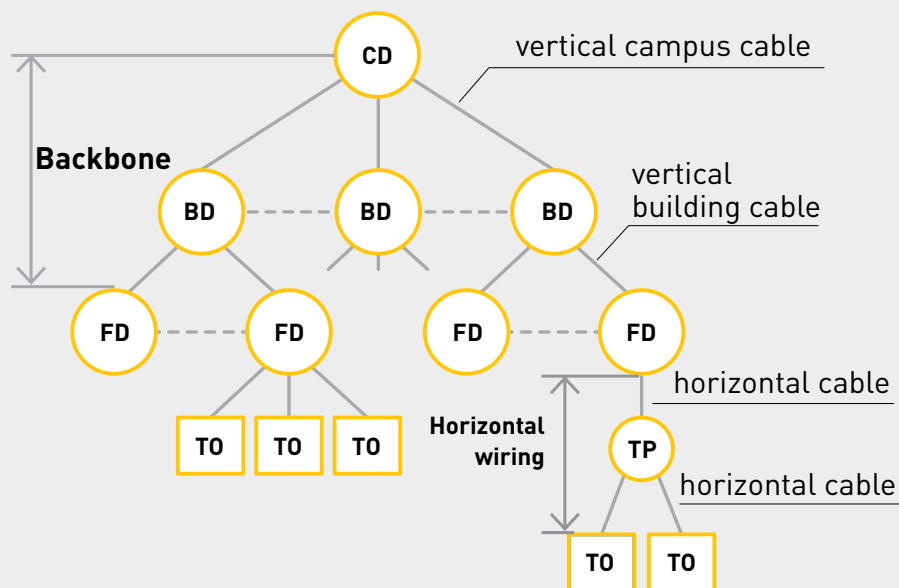 CD
vertical campus cable
Backbone
vertical
building cable
BD
BD
BD
FD
FD
FD
FD
horizontal cable
TO
TO
TO
Horizontal
wiring
TP
horizontal cable
TO
TO